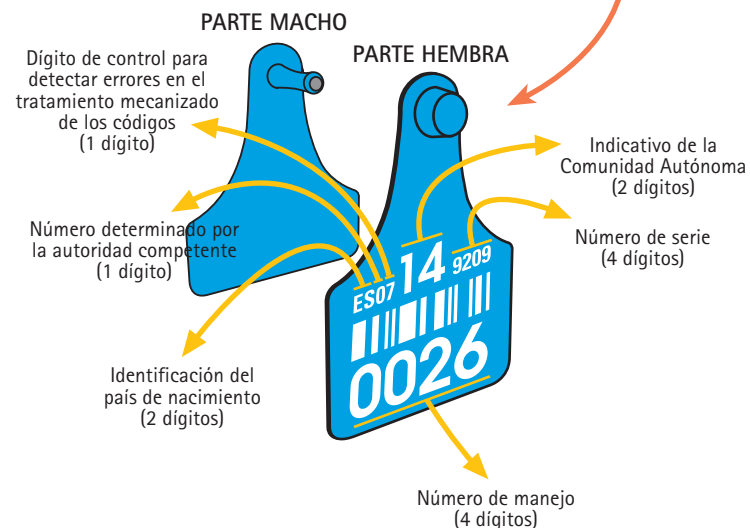 PARTE MACHO
PARTE HEMBRA
Dígito de control para
detectar errores en el
tratamiento mecanizado
de los códigos
(1 dígito)
Indicativo de la
Comunidad Autónoma
(2 dígitos)
Número determinado por
la autoridad competente
(1 dígito)
Número de serie
(4 dígitos)
ES07 14 9209
0026
Identificación del
país de nacimiento
(2 dígitos)
Número de manejo
(4 dígitos)